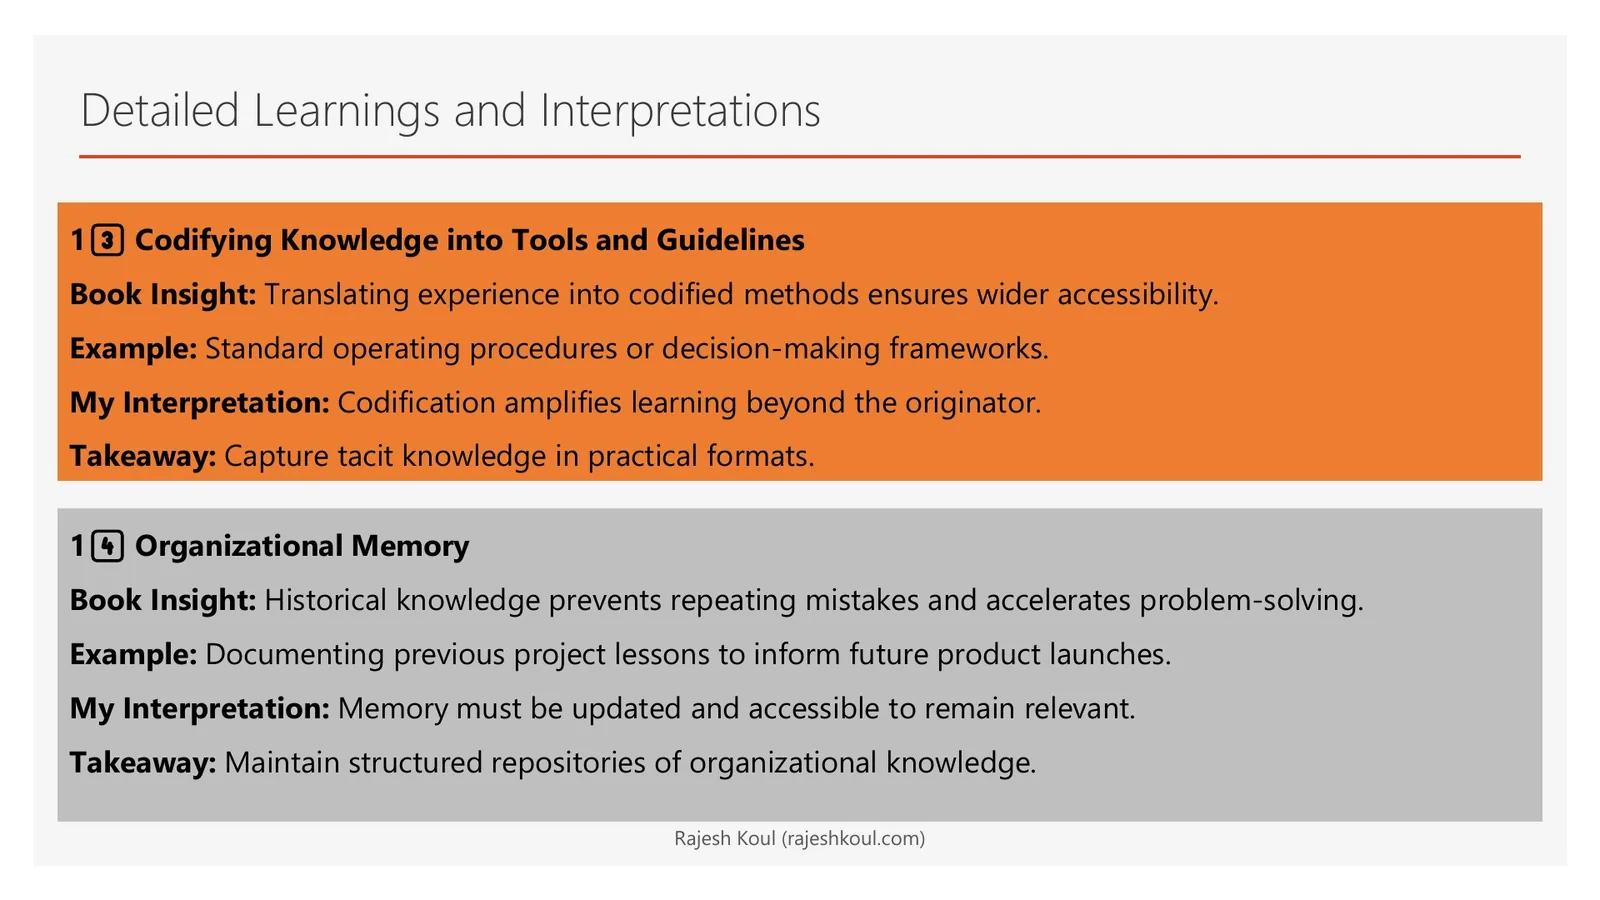 Detailed Learnings and Interpretations
1 3 Codifying Knowledge into Tools and Guidelines
Book Insight: Translating experience into codified methods ensures wider accessibility.
Example: Standard operating procedures or decision-making frameworks.
My Interpretation: Codification amplifies learning beyond the originator.
Takeaway: Capture tacit knowledge in practical formats.
1 4 Organizational Memory
Book Insight: Historical knowledge prevents repeating mistakes and accelerates problem-solving.
Example: Documenting previous project lessons to inform future product launches.
My Interpretation: Memory must be updated and accessible to remain relevant.
Takeaway: Maintain structured repositories of organizational knowledge.
Rajesh Koul (rajeshkoul.com)